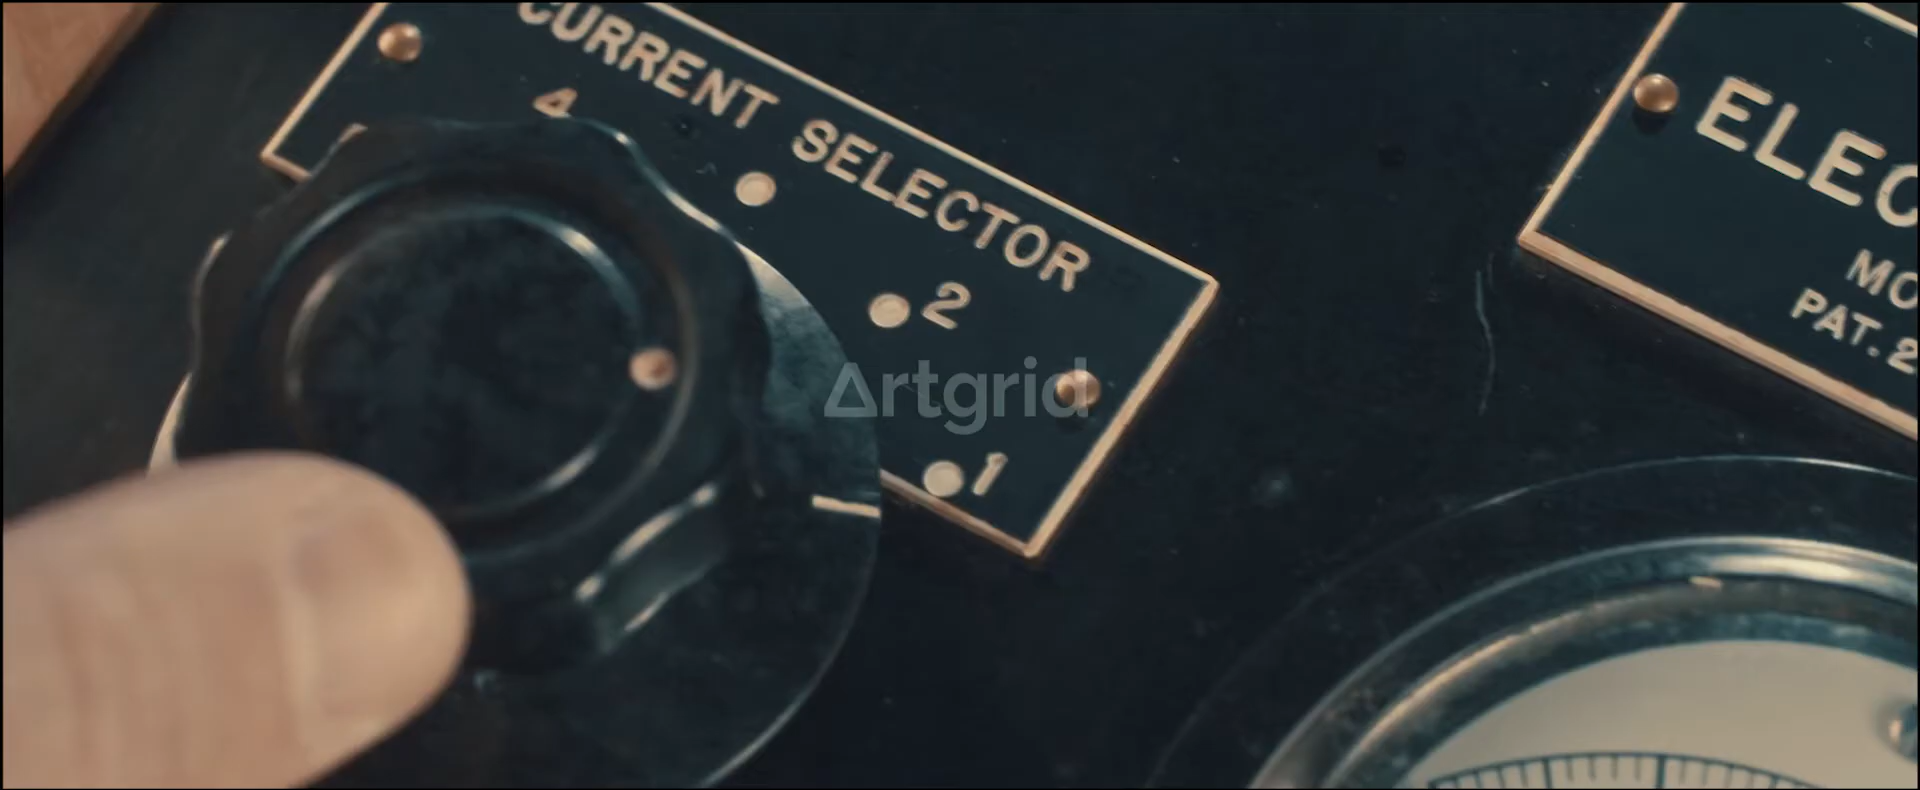 CURRENT SELECTOR
4
2
1
ELEC
MO
PAT. 2
Artgrid